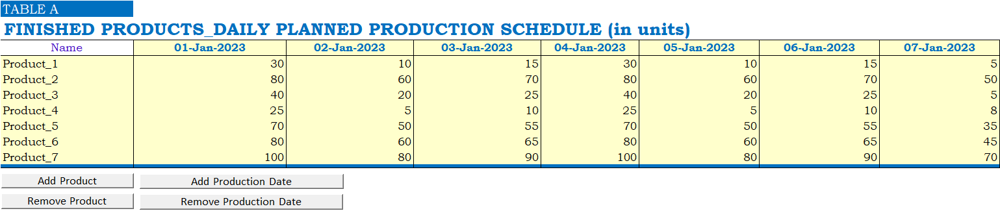 TABLE A
FINISHED PRODUCTS_DAILY PLANNED PRODUCTION SCHEDULE (in units)
Name 01-Jan-2023 02-Jan-2023 03-Jan-2023 04-Jan-2023 05-Jan-2023 06-Jan-2023 07-Jan-2023
Product_1 30 10 15 30 10 15 5
Product_2 80 60 70 80 60 70 50
Product_3 40 20 25 40 20 25 5
Product_4 25 5 10 25 5 10 8
Product_5 70 50 55 70 50 55 35
Product_6 80 60 65 80 60 65 45
Product_7 100 80 90 100 80 90 70
Add Product Add Production Date
Remove Product Remove Production Date